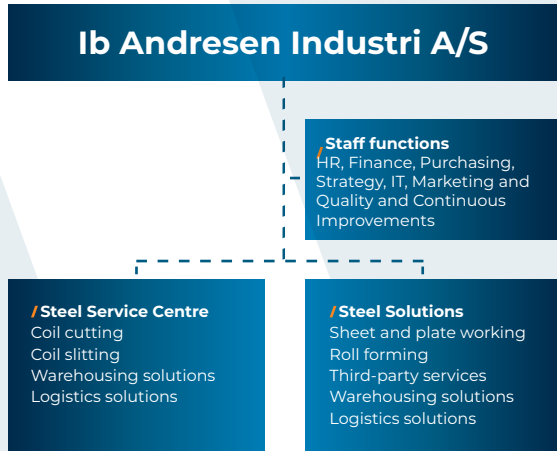 Ib Andresen Industri A/S
Staff functions
HR, Finance, Purchasing,
Strategy, IT, Marketing and
Quality and Continuous
Improvements
Steel Service Centre
Coil cutting
Coil slitting
Warehousing solutions
Logistics solutions
Steel Solutions
Sheet and plate working
Roll forming
Third-party services
Warehousing solutions
Logistics solutions